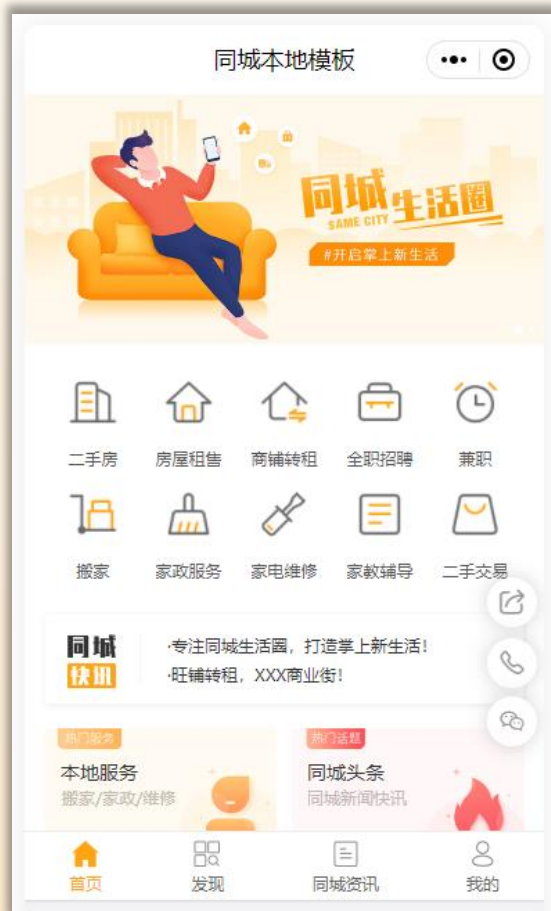 同城本地模板
同城生活圈
SAME CITY
#开启掌上新生活
二手房 房屋租售 商铺转租 全职招聘 兼职
搬家 家政服务 家电维修 家教辅导 二手交易
同城 ·专注同城生活圈，打造掌上新生活！
快讯 ·旺铺转租，XXX商业街！
热门服务 热门话题
本地服务 同城头条
搬家/家政/维修 同城新闻快讯
首页 发现 同城资讯 我的